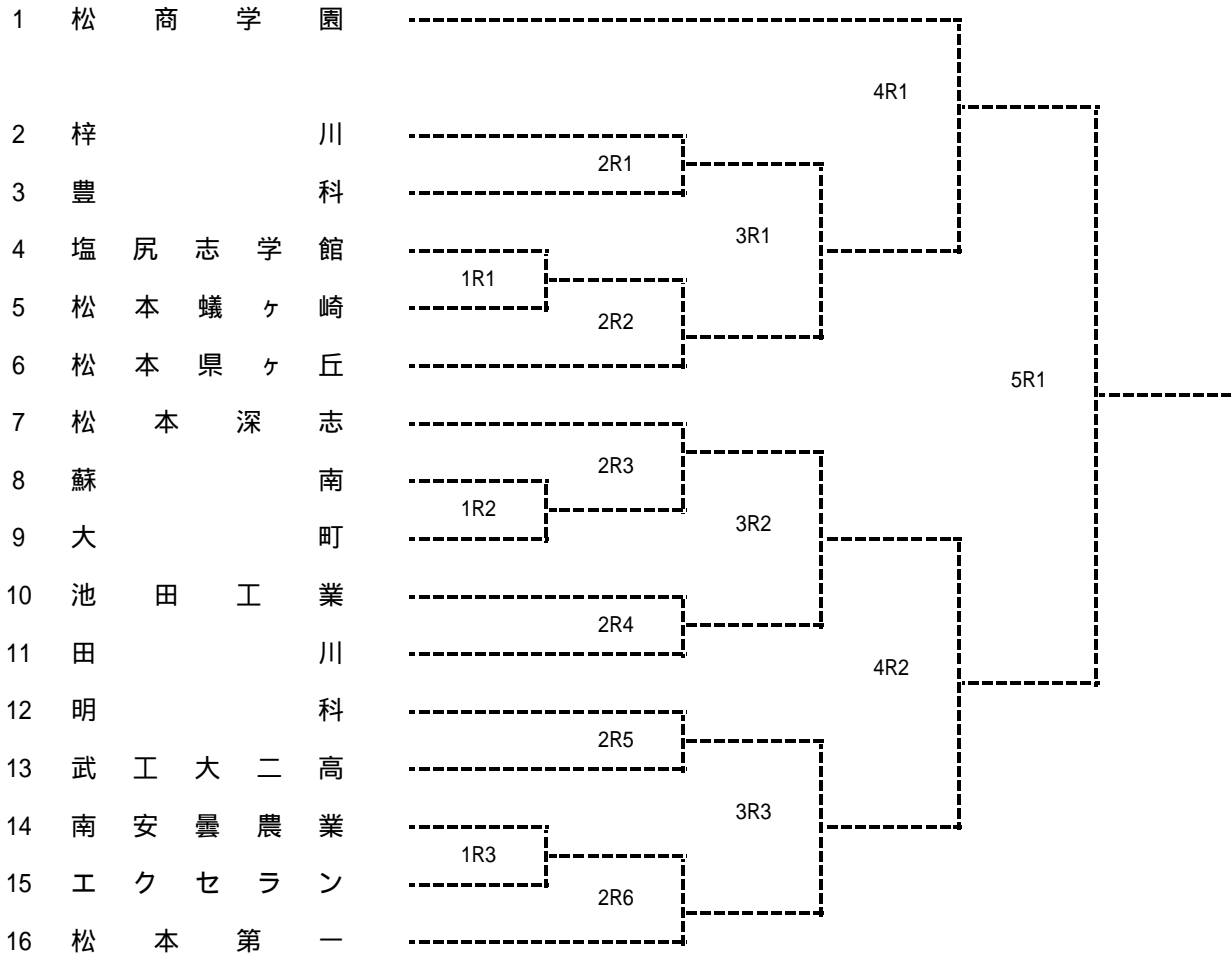 1 松商学園
4R1
2 梓川
2R1
3 豊科
3R1
4 塩尻志学館
1R1
5 松本蟻ヶ崎
2R2
6 松本県ヶ丘
5R1
7 松本深志
2R3
8 蘇南
1R2
3R2
9 大町
10 池田工業
2R4
11 田川
4R2
12 明科
2R5
13 武工大二高
3R3
14 南安曇農業
1R3
15 エクセラン
2R6
16 松本第一